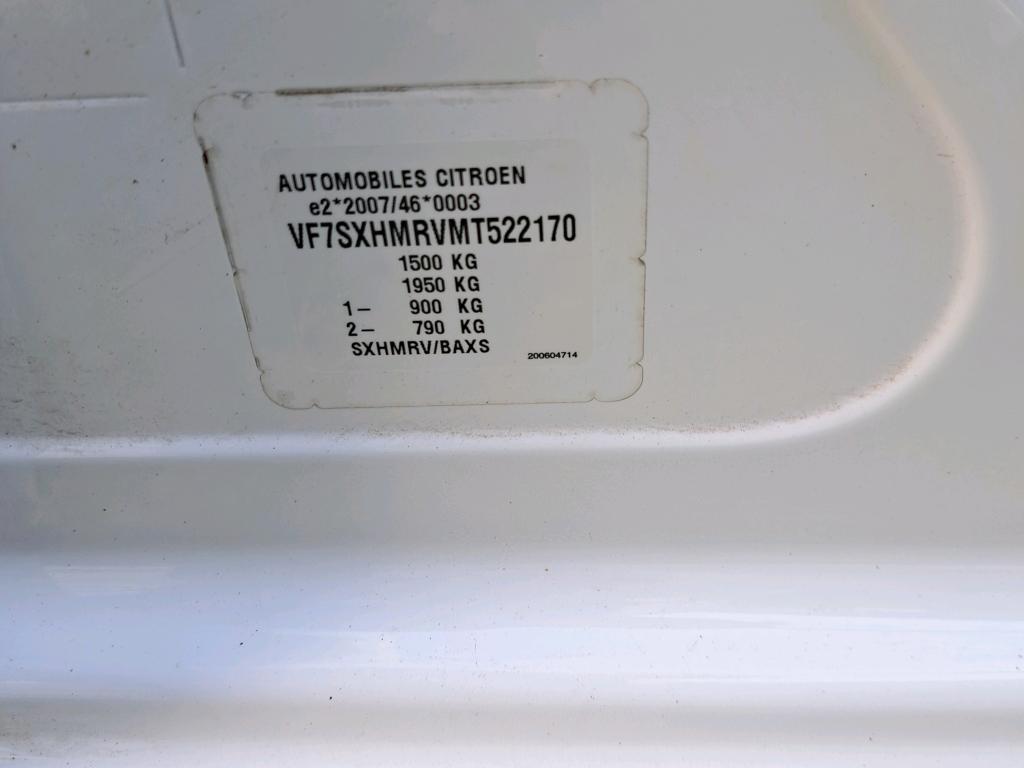 AUTOMOBILES CITROEN
e2*2007/46*0003
VF7SXHMRVMT522170
1500 KG
1950 KG
1- 900 KG
2- 790 KG
SXHMRV/BAXS 200604714